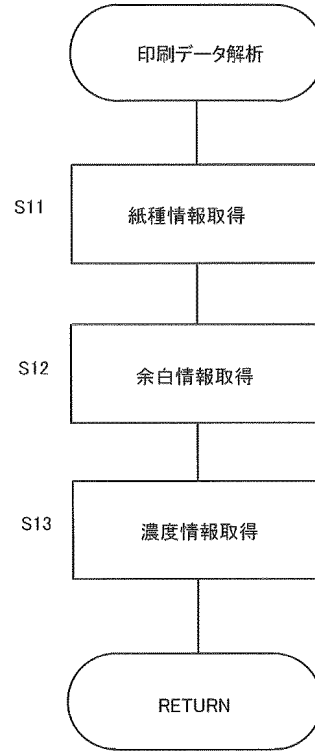 印刷データ解析
S11
紙種情報取得
S12
余白情報取得
S13
濃度情報取得
RETURN